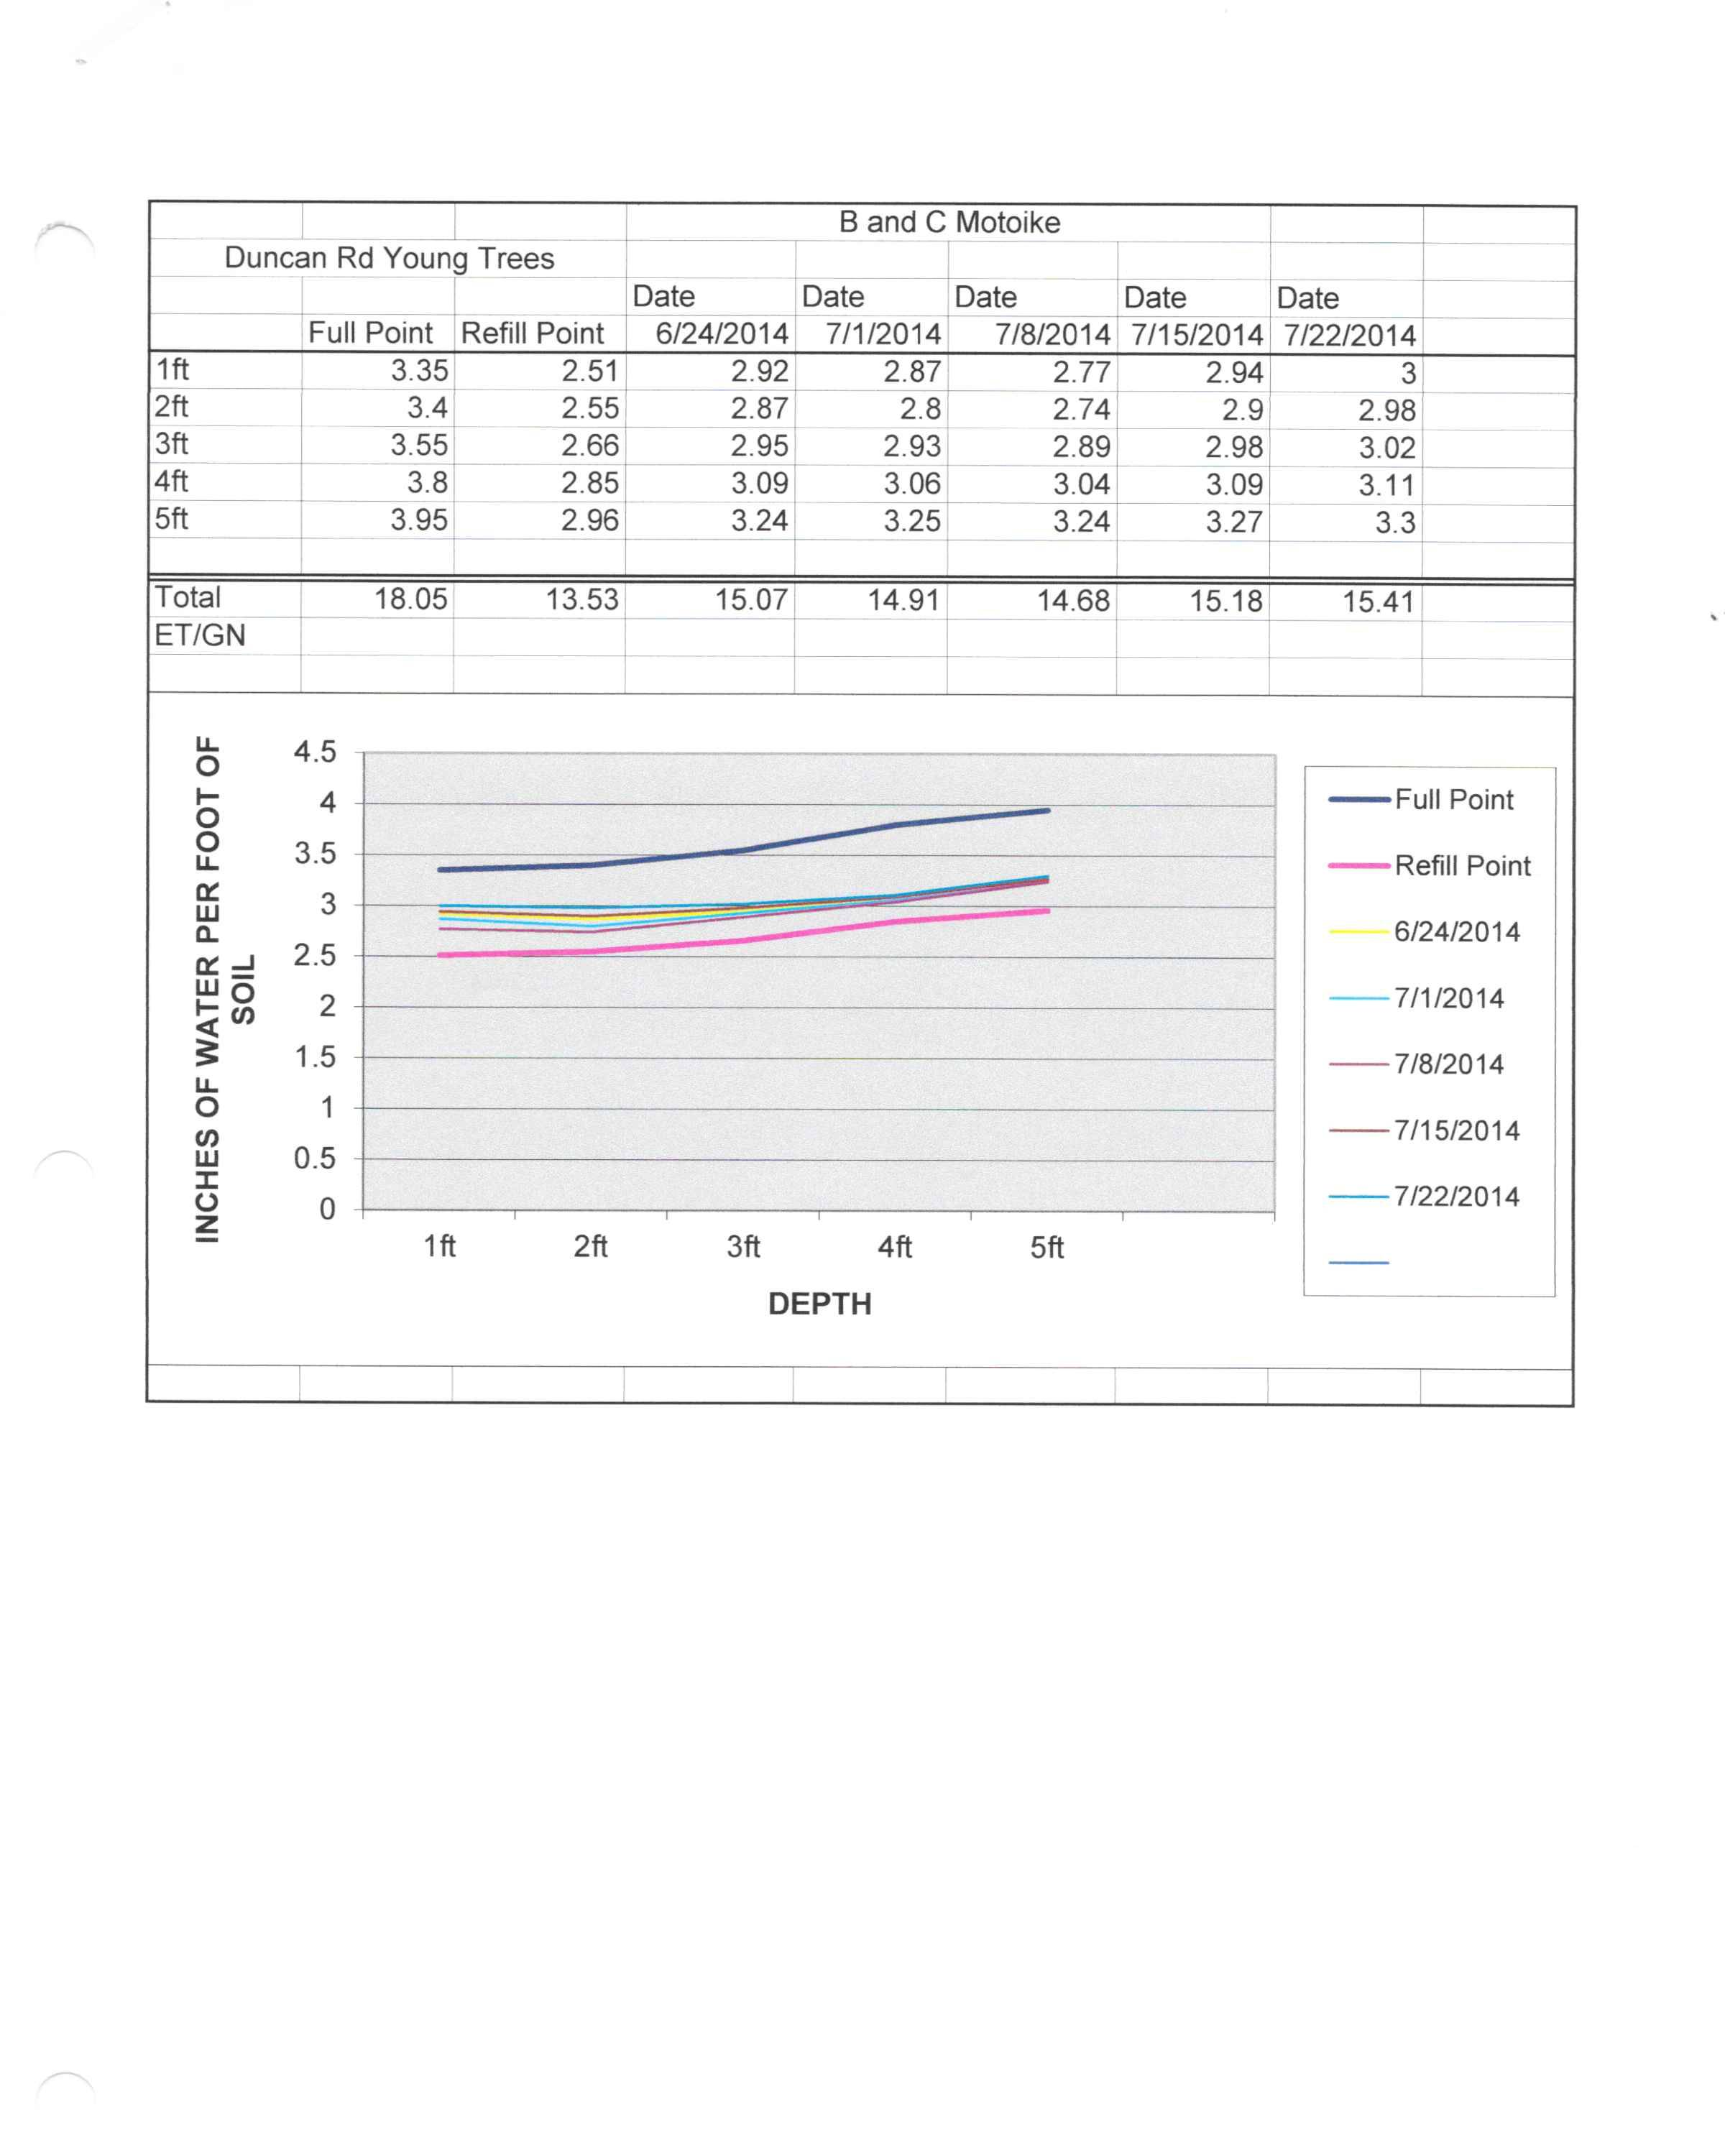 B and C Motoike
Duncan Rd Young Trees
Date Date Date Date Date
Full Point Refill Point 6/24/2014 7/1/2014 7/8/2014 7/15/2014 7/22/2014
1ft 3.35 2.51 2.92 2.87 2.77 2.94 3
2ft 3.4 2.55 2.87 2.8 2.74 2.9 2.98
3ft 3.55 2.66 2.95 2.93 2.89 2.98 3.02
4ft 3.8 2.85 3.09 3.06 3.04 3.09 3.11
5ft 3.95 2.96 3.24 3.25 3.24 3.27 3.3
Total 18.05 13.53 15.07 14.91 14.68 15.18 15.41
ET/GN
INCHES OF WATER PER FOOT OF
SOIL
4.5
4
3.5
3
2.5
2
1.5
1
0.5
0
1ft 2ft 3ft 4ft 5ft
DEPTH
Full Point
Refill Point
6/24/2014
7/1/2014
7/8/2014
7/15/2014
7/22/2014